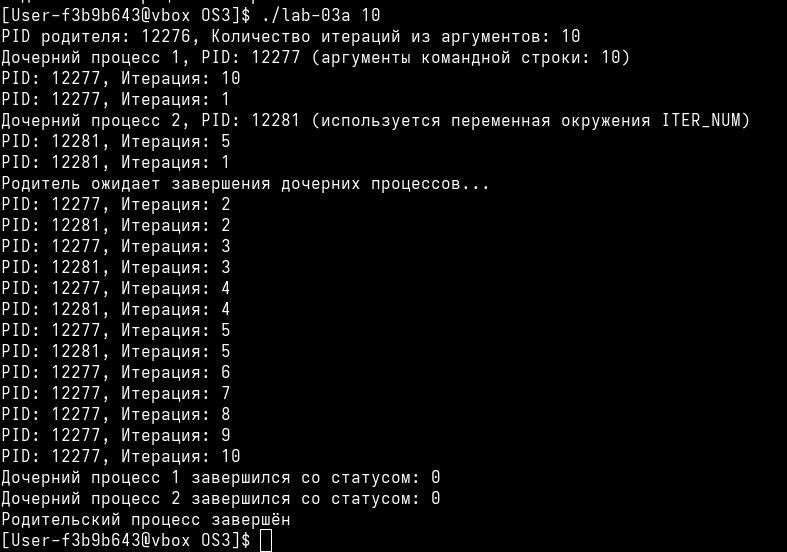 [User-f3b9b643@vbox OS3]$ ./lab-03a 10
PID родителя: 12276, Количество итераций из аргументов: 10
Дочерний процесс 1, PID: 12277 (аргументы командной строки: 10)
PID: 12277, Итерация: 10
PID: 12277, Итерация: 1
Дочерний процесс 2, PID: 12281 (используется переменная окружения ITER_NUM)
PID: 12281, Итерация: 5
PID: 12281, Итерация: 1
Родитель ожидает завершения дочерних процессов...
PID: 12277, Итерация: 2
PID: 12281, Итерация: 2
PID: 12277, Итерация: 3
PID: 12281, Итерация: 3
PID: 12277, Итерация: 4
PID: 12281, Итерация: 4
PID: 12277, Итерация: 5
PID: 12281, Итерация: 5
PID: 12277, Итерация: 6
PID: 12277, Итерация: 7
PID: 12277, Итерация: 8
PID: 12277, Итерация: 9
PID: 12277, Итерация: 10
Дочерний процесс 1 завершился со статусом: 0
Дочерний процесс 2 завершился со статусом: 0
Родительский процесс завершён
[User-f3b9b643@vbox OS3]$